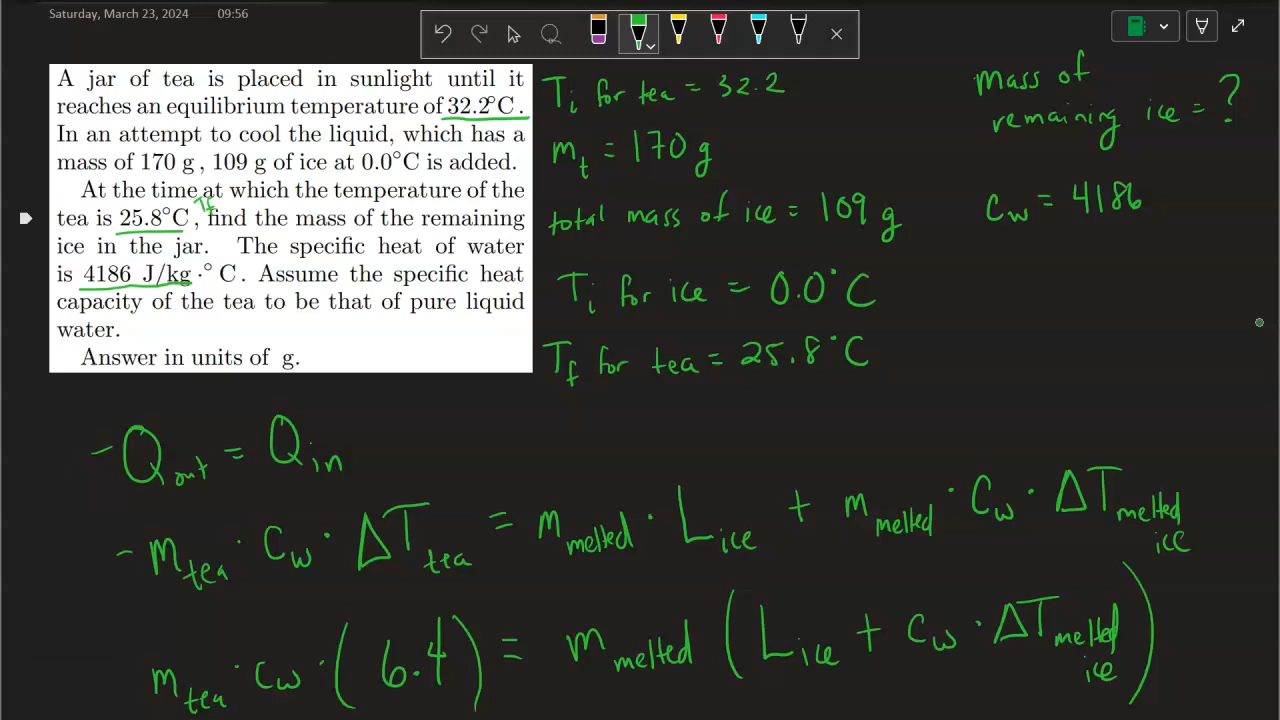 Saturday, March 23, 2024 09:56
A jar of tea is placed in sunlight until it
reaches an equilibrium temperature of 32.2°C .
In an attempt to cool the liquid, which has a
mass of 170 g , 109 g of ice at 0.0°C is added.
At the time at which the temperature of the
tea is 25.8°C , find the mass of the remaining
ice in the jar. The specific heat of water
is 4186 J/kg ·° C . Assume the specific heat
capacity of the tea to be that of pure liquid
water.
Answer in units of g.
Tf
Ti for tea = 32.2
mt = 170 g
total mass of ice = 109 g
Ti for ice = 0.0°C
Tf for tea = 25.8°C
mass of
remaining ice = ?
Cw = 4186
-Qout = Qin
-mtea · Cw · ΔTtea = mmelted · Lice + mmelted · Cw · ΔTmelted ice
mtea · Cw · (6.4) = mmelted (Lice + Cw · ΔTmelted ice)